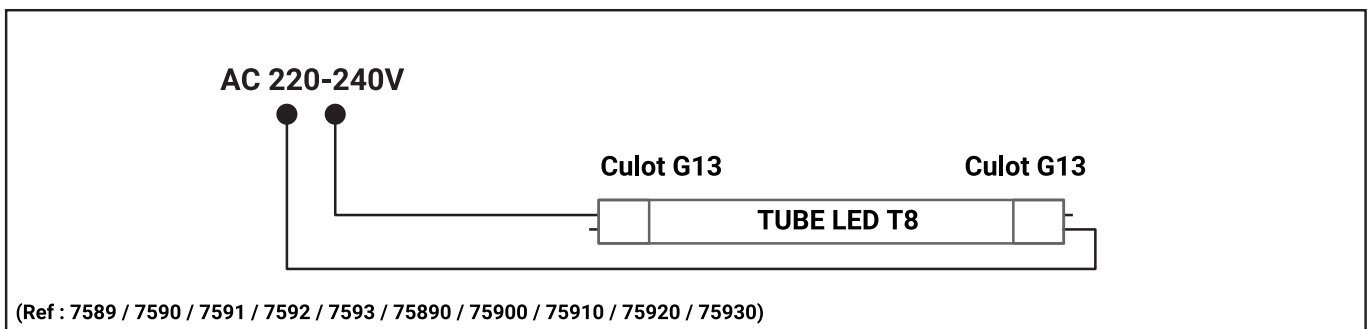 AC 220-240V
Culot G13
Culot G13
TUBE LED T8
(Ref : 7589 / 7590 / 7591 / 7592 / 7593 / 75890 / 75900 / 75910 / 75920 / 75930)